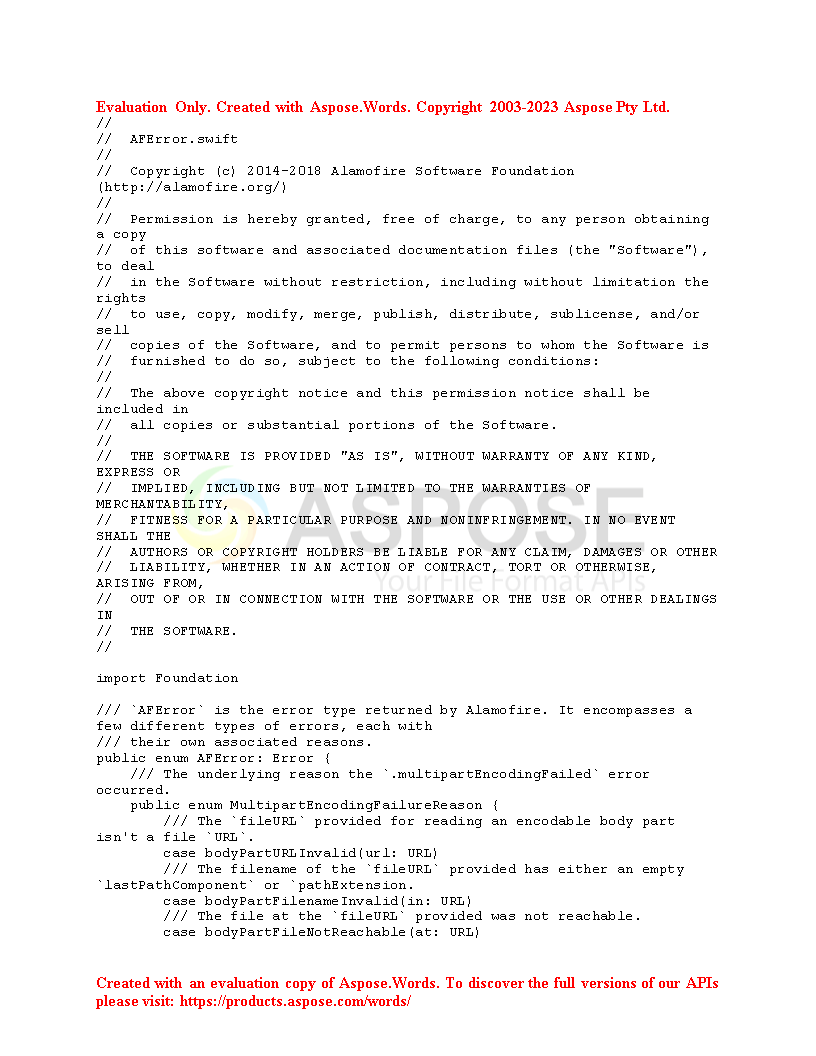 Evaluation Only. Created with Aspose.Words. Copyright 2003-2023 Aspose Pty Ltd.
//
//  AFError.swift
//
//  Copyright (c) 2014-2018 Alamofire Software Foundation
(http://alamofire.org/)
//
//  Permission is hereby granted, free of charge, to any person obtaining
a copy
//  of this software and associated documentation files (the "Software"),
to deal
//  in the Software without restriction, including without limitation the
rights
//  to use, copy, modify, merge, publish, distribute, sublicense, and/or
sell
//  copies of the Software, and to permit persons to whom the Software is
//  furnished to do so, subject to the following conditions:
//
//  The above copyright notice and this permission notice shall be
included in
//  all copies or substantial portions of the Software.
//
//  THE SOFTWARE IS PROVIDED "AS IS", WITHOUT WARRANTY OF ANY KIND,
EXPRESS OR
//  IMPLIED, INCLUDING BUT NOT LIMITED TO THE WARRANTIES OF
MERCHANTABILITY,
//  FITNESS FOR A PARTICULAR PURPOSE AND NONINFRINGEMENT. IN NO EVENT
SHALL THE
//  AUTHORS OR COPYRIGHT HOLDERS BE LIABLE FOR ANY CLAIM, DAMAGES OR OTHER
//  LIABILITY, WHETHER IN AN ACTION OF CONTRACT, TORT OR OTHERWISE,
ARISING FROM,
//  OUT OF OR IN CONNECTION WITH THE SOFTWARE OR THE USE OR OTHER DEALINGS
IN
//  THE SOFTWARE.
//
ASPOSE
Your File Format APIs
import Foundation
/// `AFError` is the error type returned by Alamofire. It encompasses a
few different types of errors, each with
/// their own associated reasons.
public enum AFError: Error {
    /// The underlying reason the `.multipartEncodingFailed` error
occurred.
    public enum MultipartEncodingFailureReason {
        /// The `fileURL` provided for reading an encodable body part
isn't a file `URL`.
        case bodyPartURLInvalid(url: URL)
        /// The filename of the `fileURL` provided has either an empty
`lastPathComponent` or `pathExtension.
        case bodyPartFilenameInvalid(in: URL)
        /// The file at the `fileURL` provided was not reachable.
        case bodyPartFileNotReachable(at: URL)
Created with an evaluation copy of Aspose.Words. To discover the full versions of our APIs
please visit: https://products.aspose.com/words/